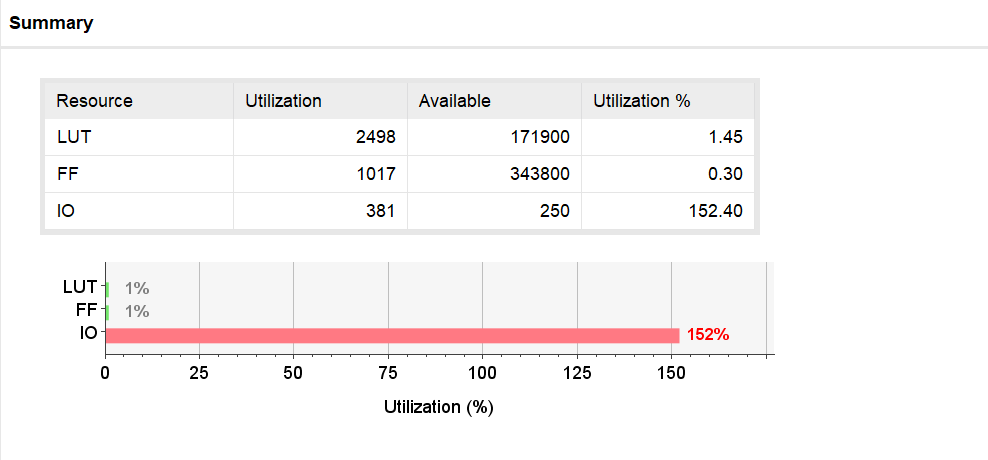 Summary
Resource Utilization Available Utilization %
LUT 2498 171900 1.45
FF 1017 343800 0.30
IO 381 250 152.40
LUT 1%
FF 1%
IO 152%
0 25 50 75 100 125 150
Utilization (%)